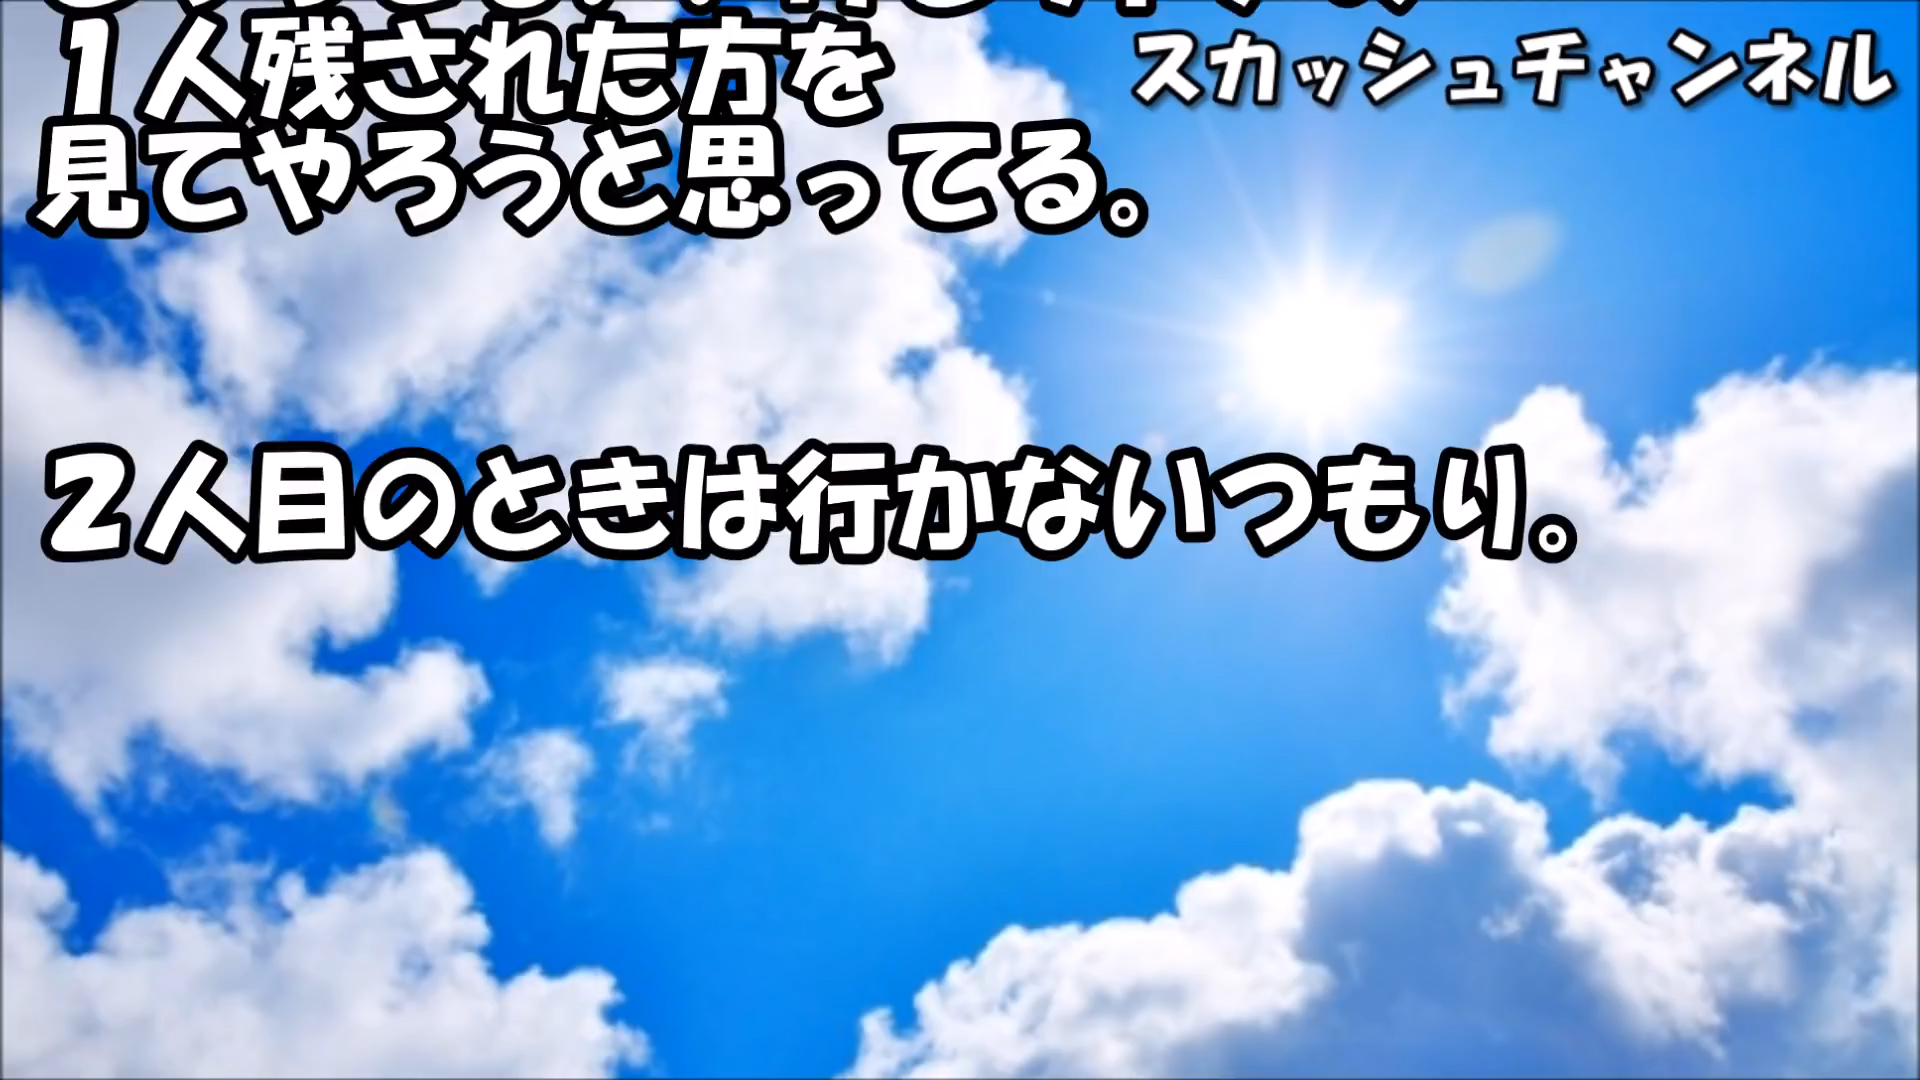 1人残された方を
スカッシュチャンネル
見てやろうと思ってる。
2人目のときは行かないつもり。